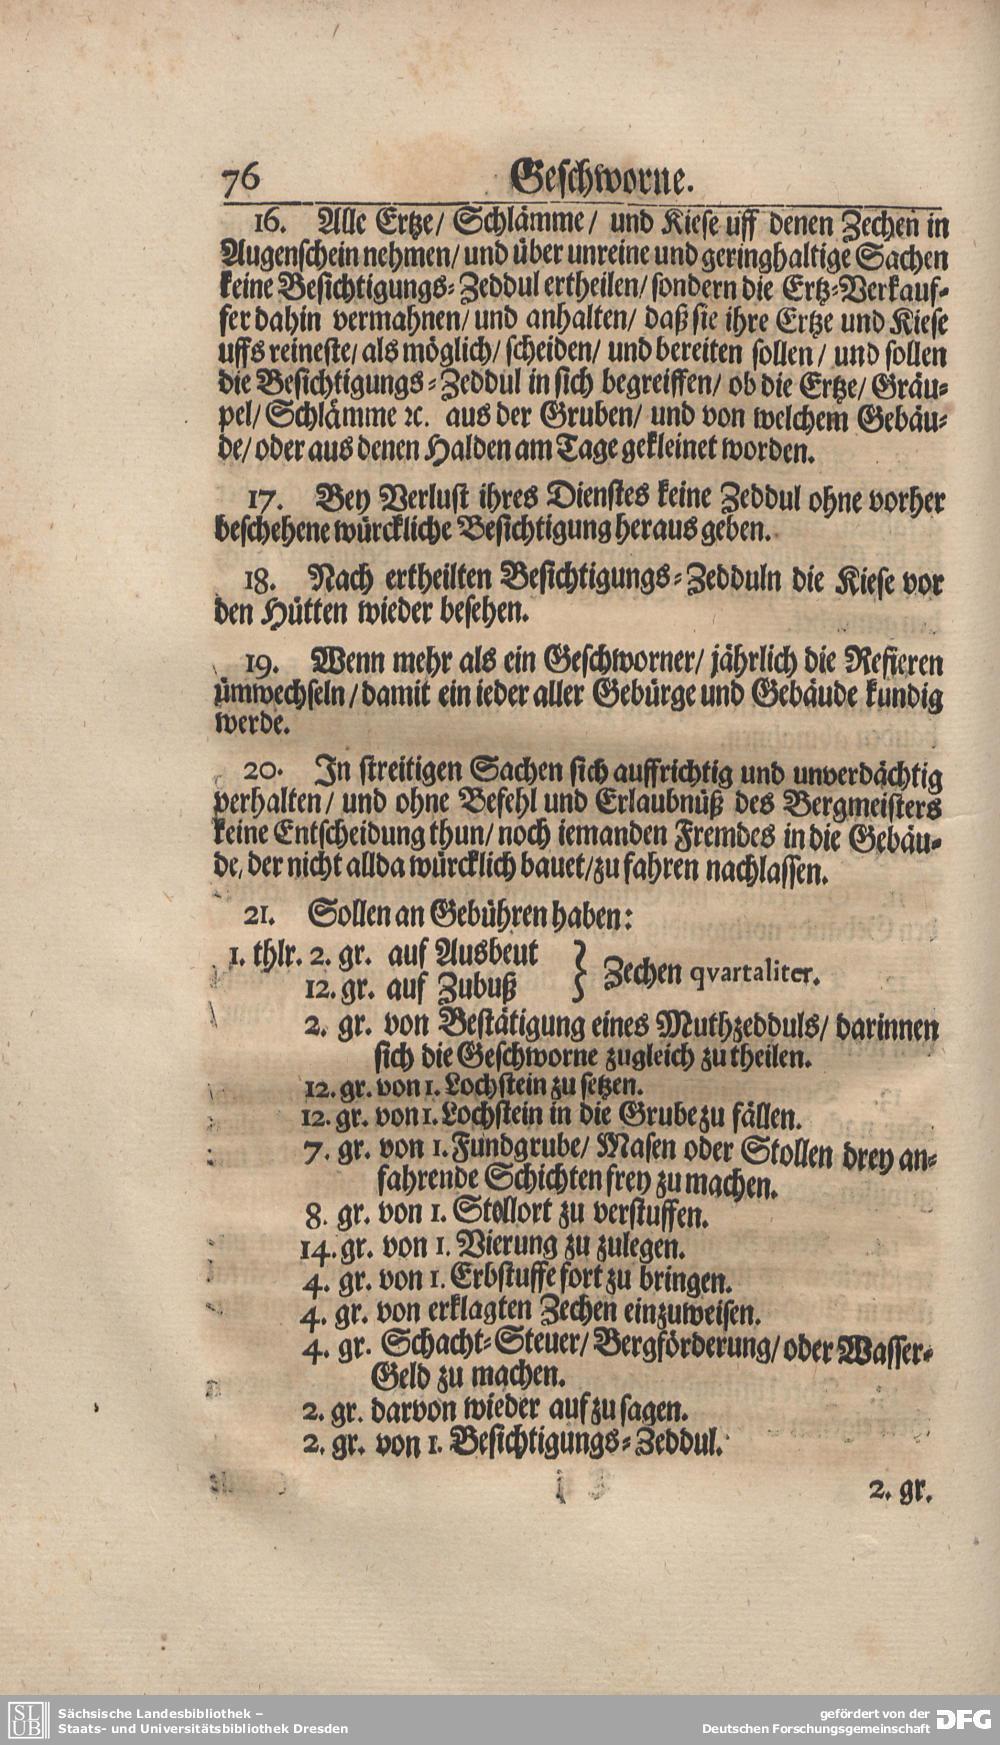 76 Geschworne.
16. Alle Ertze/ Schlämme/ und Kiese uff denen Zechen in
Augenschein nehmen/ und über unreine und geringhaltige Sachen
keine Besichtigungs-Zeddul ertheilen/ sondern die Ertz-Verkauf-
fer dahin vermahnen/ und anhalten/ daß sie ihre Ertze und Kiese
uffs reineste/ als möglich/ scheiden/ und bereiten sollen/ und sollen
die Besichtigungs-Zeddul in sich begreiffen/ ob die Ertze/ Gräu-
pel/ Schlämme ꝛc. aus der Gruben/ und von welchem Gebäu-
de/ oder aus denen Halden am Tage gekleinet worden.
17. Bey Verlust ihres Dienstes keine Zeddul ohne vorher
beschehene würckliche Besichtigung heraus geben.
18. Nach ertheilten Besichtigungs-Zedduln die Kiese vor
den Hütten wieder besehen.
19. Wenn mehr als ein Geschworner/ jährlich die Refieren
ümwechseln/ damit ein ieder aller Gebürge und Gebäude kundig
werde.
20. In streitigen Sachen sich auffrichtig und unverdächtig
verhalten/ und ohne Befehl und Erlaubnüß des Bergmeisters
keine Entscheidung thun/ noch iemanden Fremdes in die Gebäu-
de, der nicht allda würcklich bauet/ zu fahren nachlassen.
21. Sollen an Gebühren haben:
1. thlr. 2. gr. auf Ausbeut } Zechen qvartaliter.
12. gr. auf Zubuß
2. gr. von Bestätigung eines Muthzedduls/ darinnen
sich die Geschworne zugleich zu theilen.
12. gr. von 1. Lochstein zu setzen.
12. gr. von 1. Lochstein in die Grube zu fällen.
7. gr. von 1. Fundgrube/ Masen oder Stollen drey an-
fahrende Schichten frey zu machen.
8. gr. von 1. Stollort zu verstuffen.
14. gr. von 1. Vierung zu zulegen.
4. gr. von 1. Erbstuffe fort zu bringen.
4. gr. von erklagten Zechen einzuweisen.
4. gr. Schacht-Steuer/ Bergförderung/ oder Wasser-
Geld zu machen.
2. gr. darvon wieder auf zu sagen.
2. gr. von 1. Besichtigungs-Zeddul.
2. gr.
SLUB Sächsische Landesbibliothek –
Staats- und Universitätsbibliothek Dresden
gefördert von der
Deutschen Forschungsgemeinschaft DFG